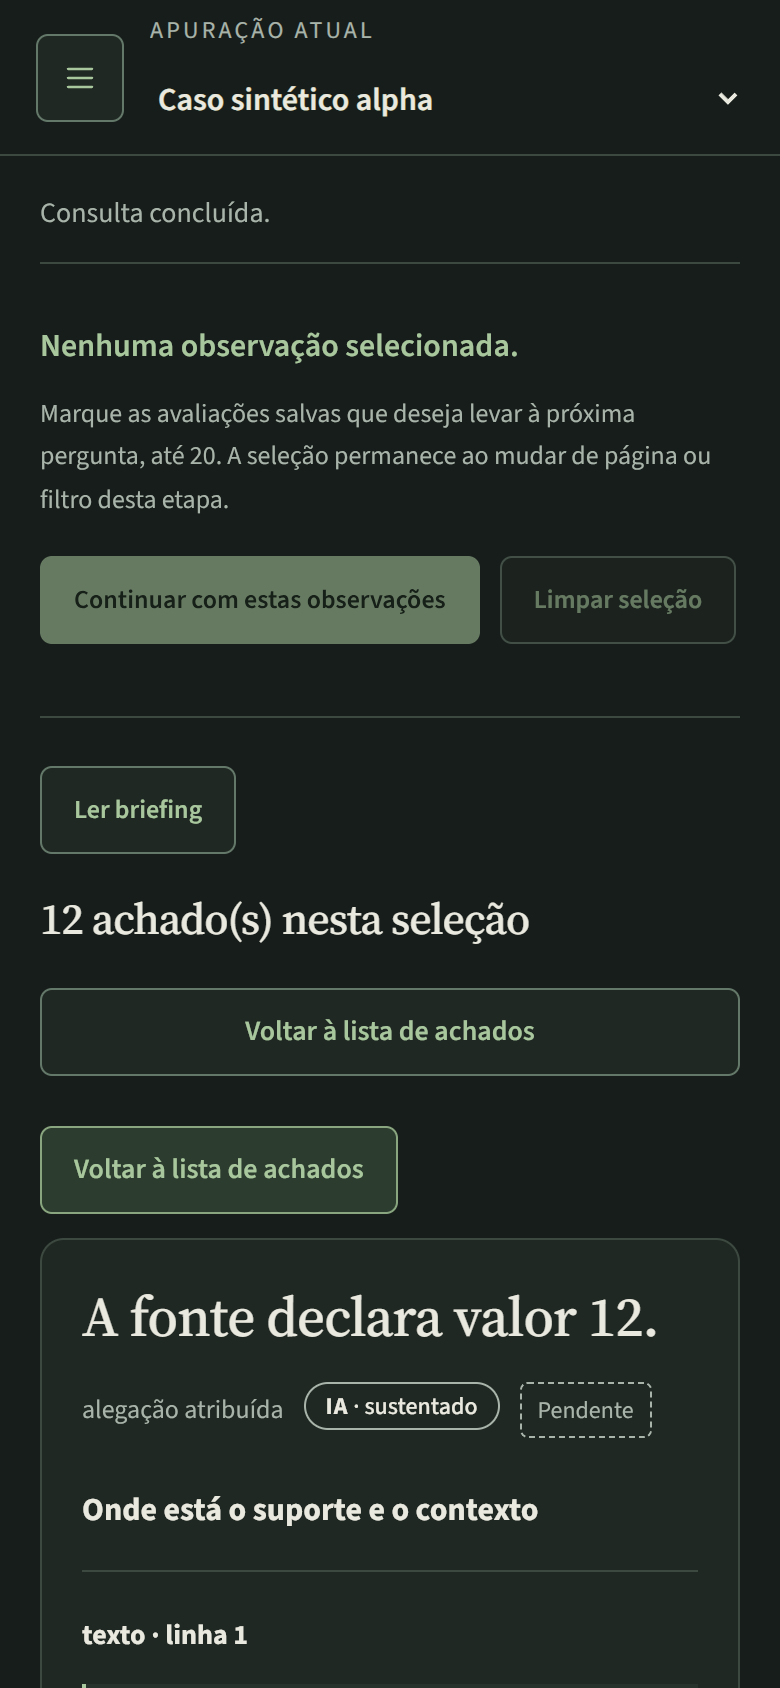 APURAÇÃO ATUAL
Caso sintético alpha
Consulta concluída.
Nenhuma observação selecionada.
Marque as avaliações salvas que deseja levar à próxima
pergunta, até 20. A seleção permanece ao mudar de página ou
filtro desta etapa.
Continuar com estas observações
Limpar seleção
Ler briefing
12 achado(s) nesta seleção
Voltar à lista de achados
Voltar à lista de achados
A fonte declara valor 12.
alegação atribuída
IA · sustentado
Pendente
Onde está o suporte e o contexto
texto · linha 1